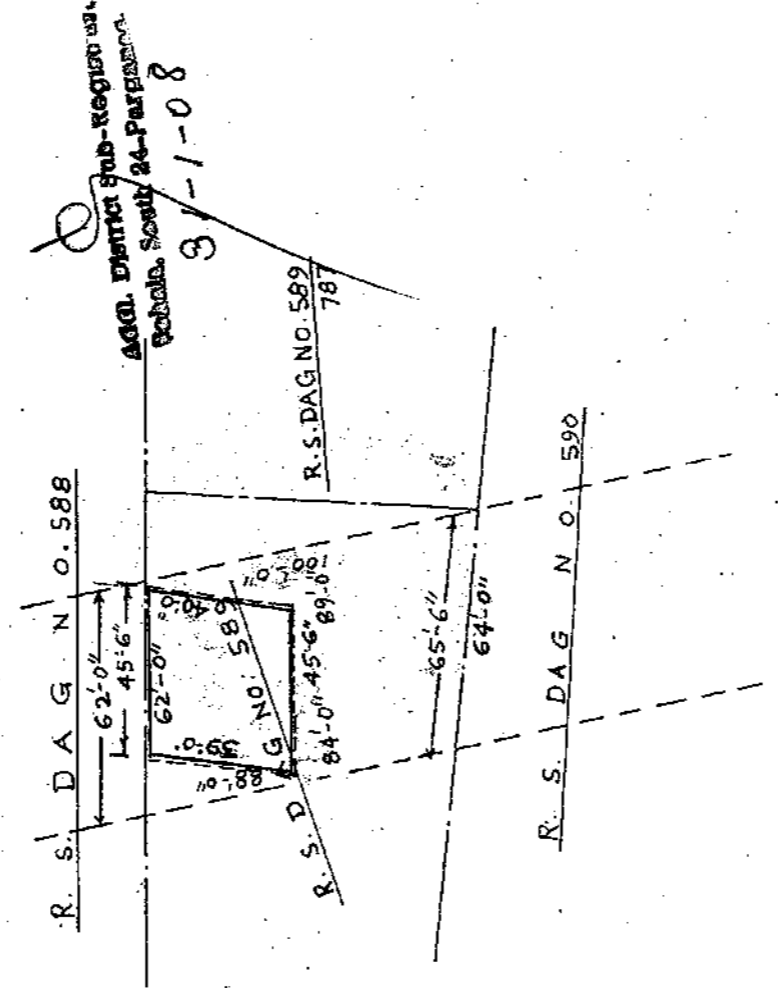 Addl. District Sub-Registrar,
Behala, South 24-Parganas
31-1-08
R. S. DAG NO. 588
62'-0"
45'-6"
62'-0"
40'-0"
39'-0"
R. S. DAG NO. 589
100'-0"
89'-0"
45'-6"
84'-0"
88'-0"
R. S. DAG NO. 589/787
65'-6"
64'-0"
R. S. DAG NO. 590